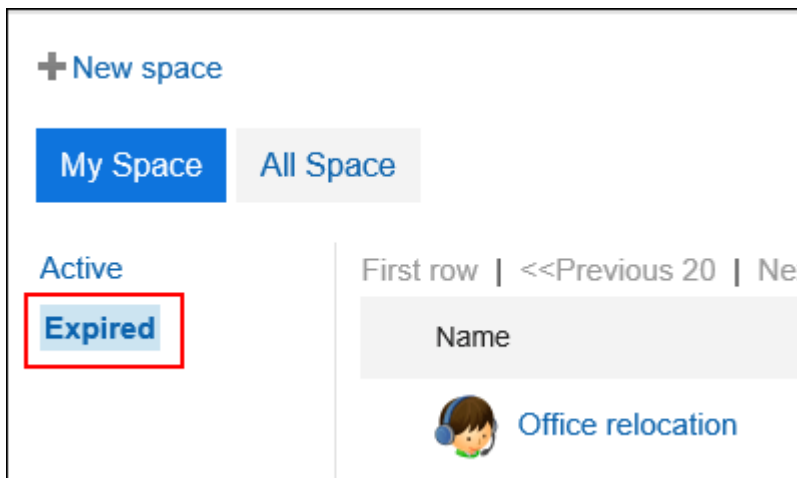 New space
My Space All Space
Active
First row | <<Previous 20 |
Expired
Name
Office relocation